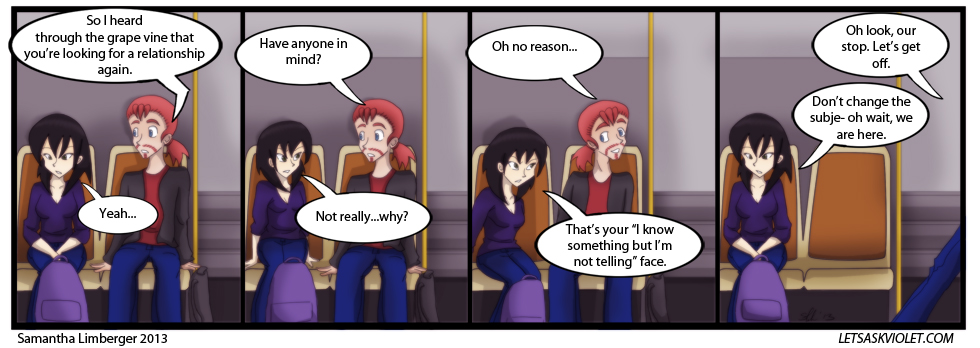 So I heard
through the grape vine that
you're looking for a relationship
again.
Yeah...
Have anyone in
mind?
Not really...why?
Oh no reason...
That's your "I know
something but I'm
not telling" face.
Oh look, our
stop. Let's get
off.
Don't change the
subje- oh wait, we
are here.
Samantha Limberger 2013
LETSASKVIOLET.COM